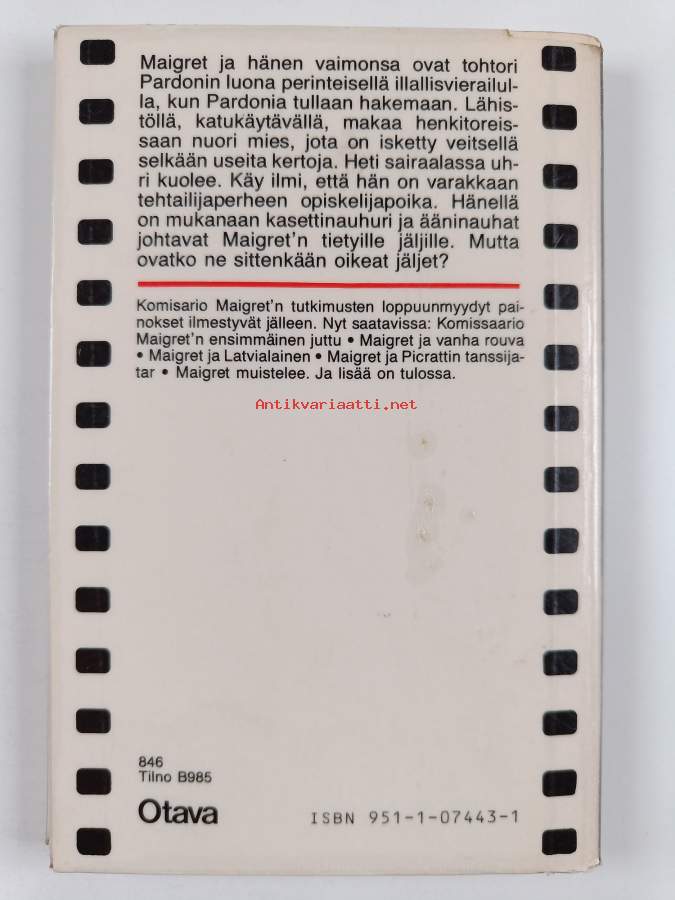 Maigret ja hänen vaimonsa ovat tohtori
Pardonin luona perinteisellä illallisvierailul-
la, kun Pardonia tullaan hakemaan. Lähis-
töllä, katukäytävällä, makaa henkitoreis-
saan nuori mies, jota on isketty veitsellä
selkään useita kertoja. Heti sairaalassa uh-
ri kuolee. Käy ilmi, että hän on varakkaan
tehtailijaperheen opiskelijapoika. Hänellä
on mukanaan kasettinauhuri ja ääninauhat
johtavat Maigret'n tietyille jäljille. Mutta
ovatko ne sittenkään oikeat jäljet?
Komisario Maigret'n tutkimusten loppuunmyydyt pai-
nokset ilmestyvät jälleen. Nyt saatavissa: Komissaario
Maigret'n ensimmäinen juttu • Maigret ja vanha rouva
• Maigret ja Latvialainen • Maigret ja Picrattin tanssija-
tar • Maigret muistelee. Ja lisää on tulossa.
Antikvariaatti.net
846
Tilno B985
Otava
ISBN 951-1-07443-1